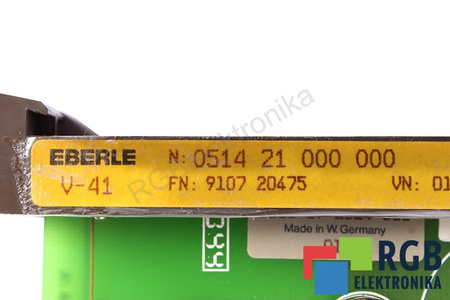 EBERLE N: 0514 21 000 000
V-41 FN: 9107 20475 VN: 01
Made in W. Germany
RGB
ELEKTRONIKA